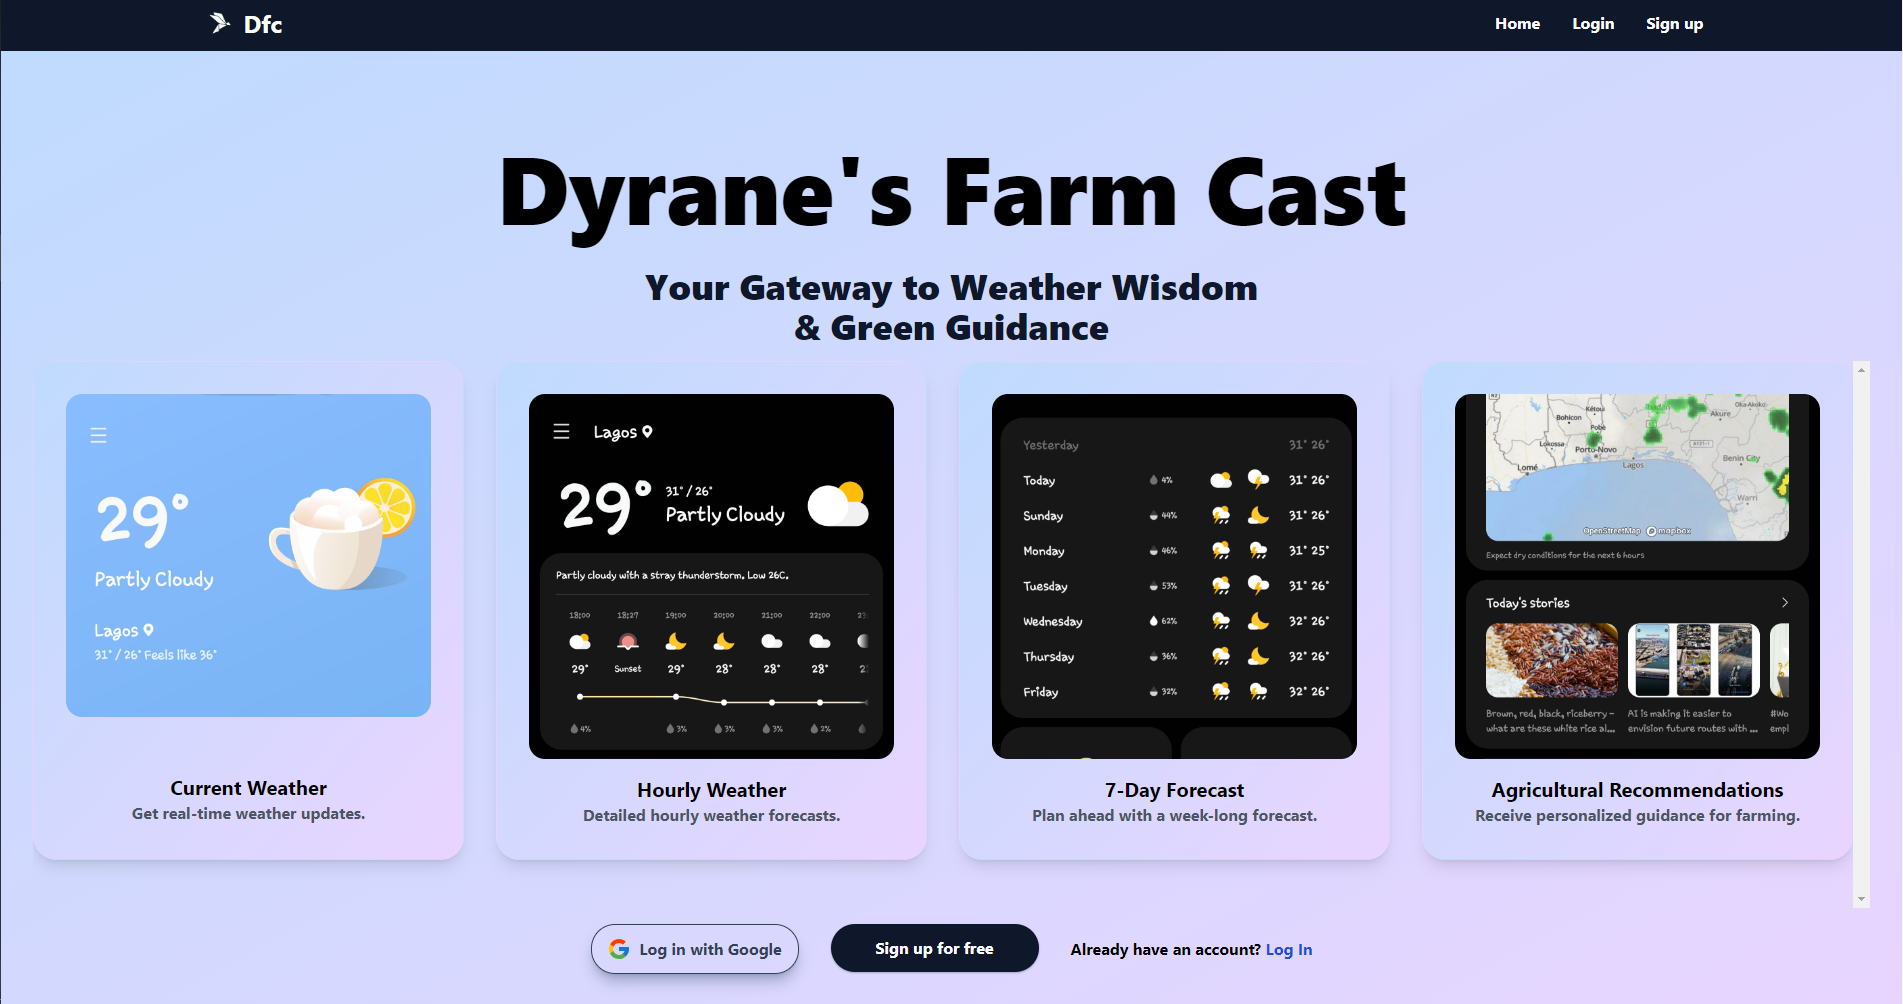 Dfc
Home Login Sign up
Dyrane's Farm Cast
Your Gateway to Weather Wisdom
& Green Guidance
29°
Partly Cloudy
Lagos
31° / 26° Feels like 36°
Current Weather
Get real-time weather updates.
Lagos
29°
31° / 26°
Partly Cloudy
Partly cloudy with a stray thunderstorm. Low 26C.
18:00 18:27 19:00 20:00 21:00 22:00 23
29° Sunset 29° 28° 28° 28° 2
4% 3% 3% 3% 2%
Hourly Weather
Detailed hourly weather forecasts.
Yesterday 31° 26°
Today 4% 31° 26°
Sunday 44% 31° 26°
Monday 46% 31° 25°
Tuesday 53% 31° 26°
Wednesday 62% 32° 26°
Thursday 36% 32° 26°
Friday 32% 32° 26°
7-Day Forecast
Plan ahead with a week-long forecast.
N2
Bohicon
Kétou
Ibadan
Akure
Oka-Akoko
Pobè
Lokossa
Porto-Novo
A121-1
Lomé
Lagos
Benin City
Warri
OpenStreetMap mapbox
Expect dry conditions for the next 6 hours
Today's stories
Brown, red, black, riceberry –
what are these white rice al...
AI is making it easier to
envision future routes with ...
#Wo
empl
Agricultural Recommendations
Receive personalized guidance for farming.
Log in with Google
Sign up for free
Already have an account? Log In